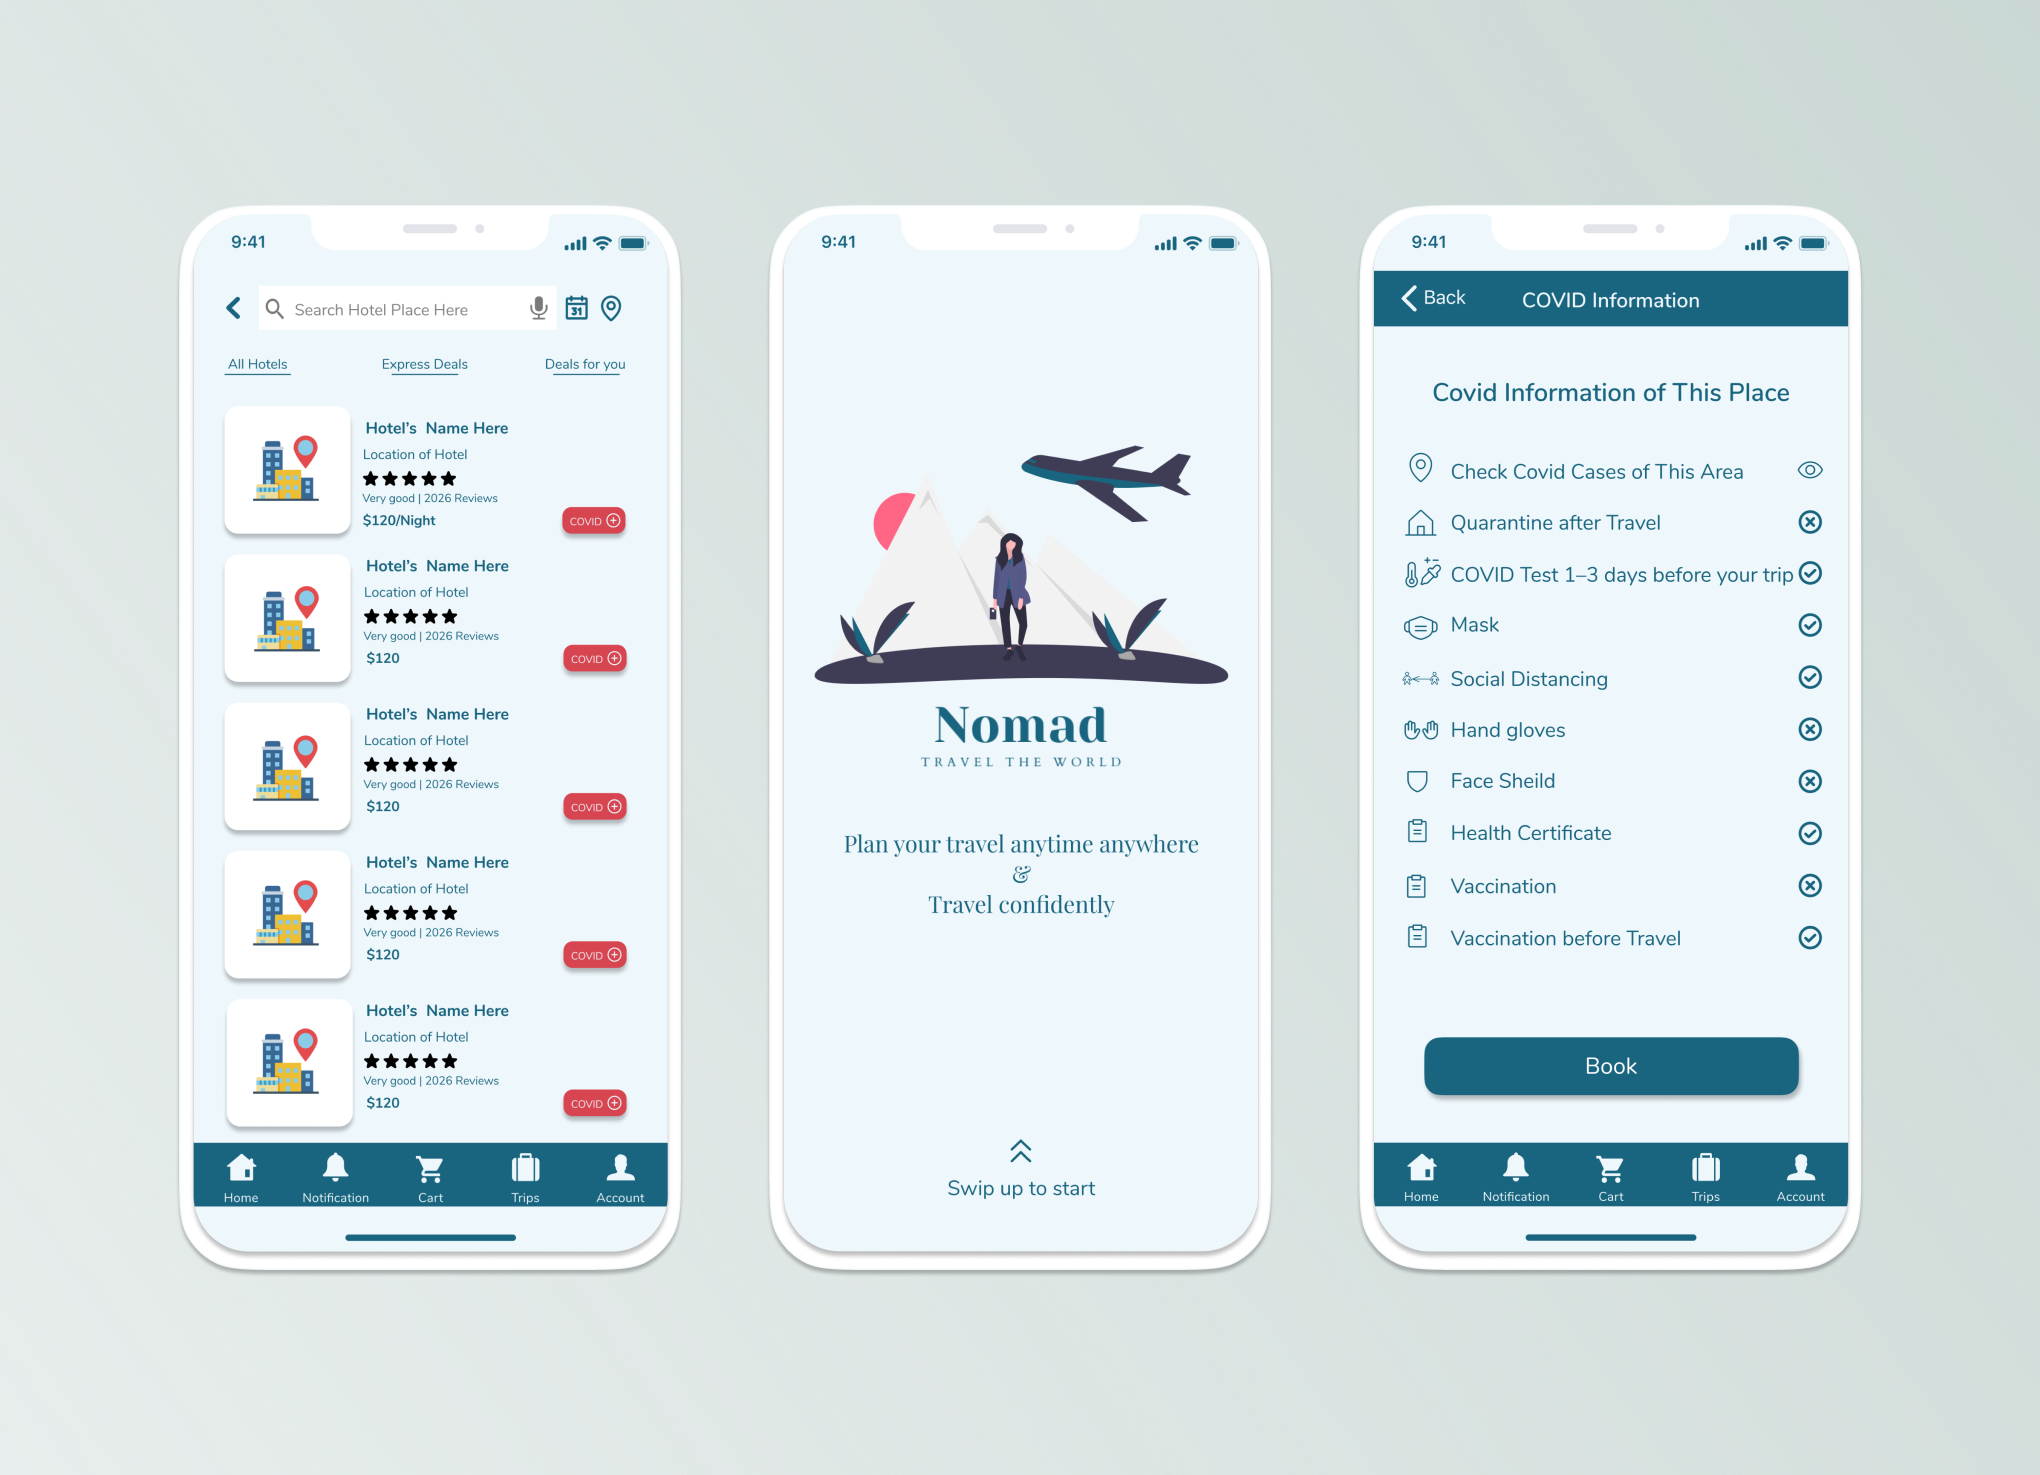 9:41
Search Hotel Place Here
31
All Hotels
Express Deals
Deals for you
Hotel’s  Name Here
Location of Hotel
Very good | 2026 Reviews
$120/Night
COVID
Hotel’s  Name Here
Location of Hotel
Very good | 2026 Reviews
$120
COVID
Hotel’s  Name Here
Location of Hotel
Very good | 2026 Reviews
$120
COVID
Hotel’s  Name Here
Location of Hotel
Very good | 2026 Reviews
$120
COVID
Hotel’s  Name Here
Location of Hotel
Very good | 2026 Reviews
$120
COVID
Home
Notification
Cart
Trips
Account
9:41
Nomad
TRAVEL THE WORLD
Plan your travel anytime anywhere
&
Travel confidently
Swip up to start
9:41
Back
COVID Information
Covid Information of This Place
Check Covid Cases of This Area
Quarantine after Travel
COVID Test 1–3 days before your trip
Mask
Social Distancing
Hand gloves
Face Sheild
Health Certificate
Vaccination
Vaccination before Travel
Book
Home
Notification
Cart
Trips
Account